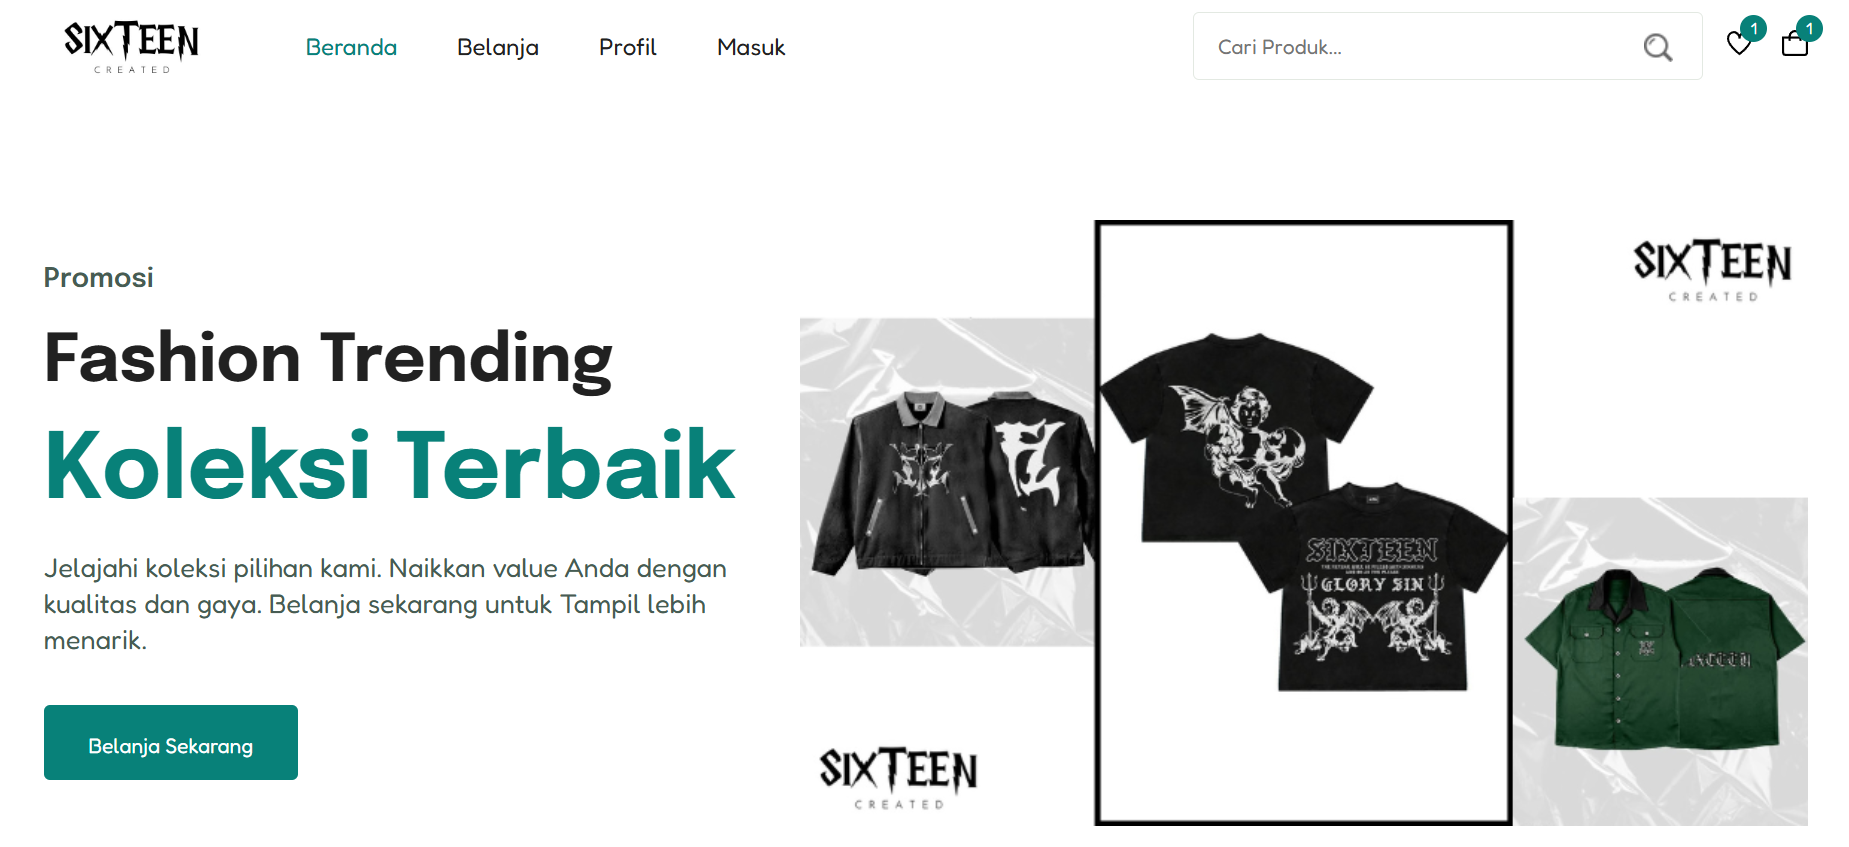 SIXTEEN
CREATED
Beranda
Belanja
Profil
Masuk
Cari Produk...
1
1
Promosi
Fashion Trending
Koleksi Terbaik
Jelajahi koleksi pilihan kami. Naikkan value Anda dengan
kualitas dan gaya. Belanja sekarang untuk Tampil lebih
menarik.
Belanja Sekarang
SIXTEEN
CREATED
SIXTEEN
GLORY SIN
SIXTEEN
SIXTEEN
CREATED